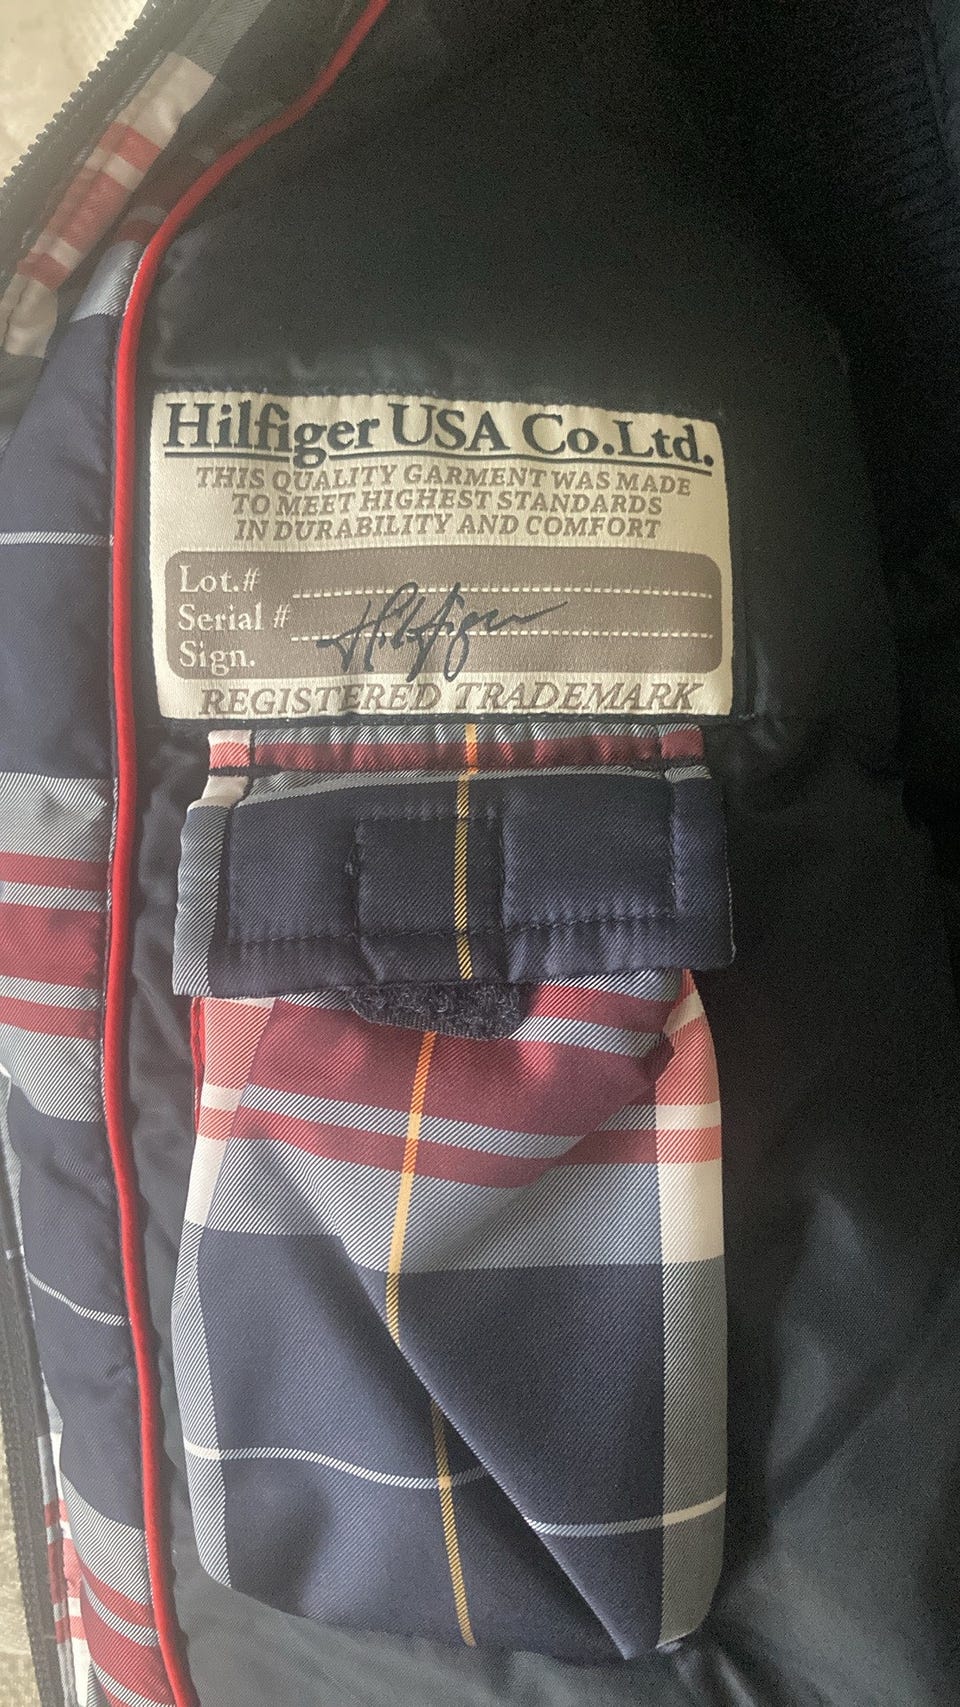 Hilfiger USA Co.Ltd.
THIS QUALITY GARMENT WAS MADE
TO MEET HIGHEST STANDARDS
IN DURABILITY AND COMFORT
Lot.#
Serial #
Sign. Hilfiger
REGISTERED TRADEMARK